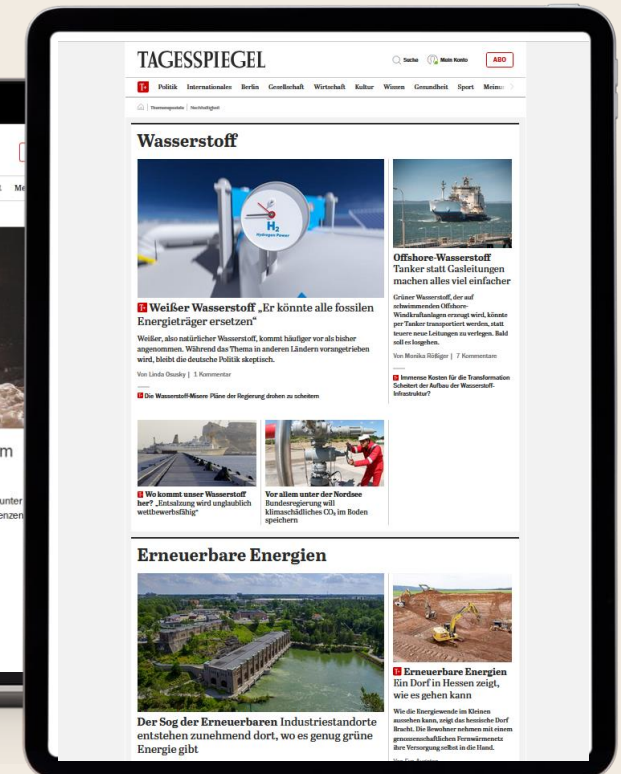 TAGESSPIEGEL
Suche
Mein Konto
ABO
T+ Politik Internationales Berlin Gesellschaft Wirtschaft Kultur Wissen Gesundheit Sport
Themenspezials | Nachhaltigkeit
Wasserstoff
H2
Hydrogen Power
T+ Weißer Wasserstoff „Er könnte alle fossilen
Energieträger ersetzen“
Weißer, also natürlicher Wasserstoff, kommt häufiger vor als bisher
angenommen. Während das Thema in anderen Ländern vorangetrieben
wird, bleibt die deutsche Politik skeptisch.
Von Linda Osusky | 1 Kommentar
T+ Die Wasserstoff-Misere Pläne der Regierung drohen zu scheitern
Offshore-Wasserstoff
Tanker statt Gasleitungen
machen alles viel einfacher
Grüner Wasserstoff, der auf
schwimmenden Offshore-
Windkraftanlagen erzeugt wird, könnte
per Tanker transportiert werden, statt
teuere neue Leitungen zu verlegen. Bald
soll es losgehen.
Von Monika Rößiger | 7 Kommentare
T+ Immense Kosten für die Transformation
Scheitert der Aufbau der Wasserstoff-
Infrastruktur?
T+ Wo kommt unser Wasserstoff
her? „Entsalzung wird unglaublich
wettbewerbsfähig“
Vor allem unter der Nordsee
Bundesregierung will
klimaschädliches CO₂ im Boden
speichern
Erneuerbare Energien
Der Sog der Erneuerbaren Industriestandorte
entstehen zunehmend dort, wo es genug grüne
Energie gibt
T+ Erneuerbare Energien
Ein Dorf in Hessen zeigt,
wie es gehen kann
Wie die Energiewende im Kleinen
aussehen kann, zeigt das hessische Dorf
Bracht. Die Bewohner nehmen mit einem
genossenschaftlichen Fernwärmenetz
ihre Versorgung selbst in die Hand.